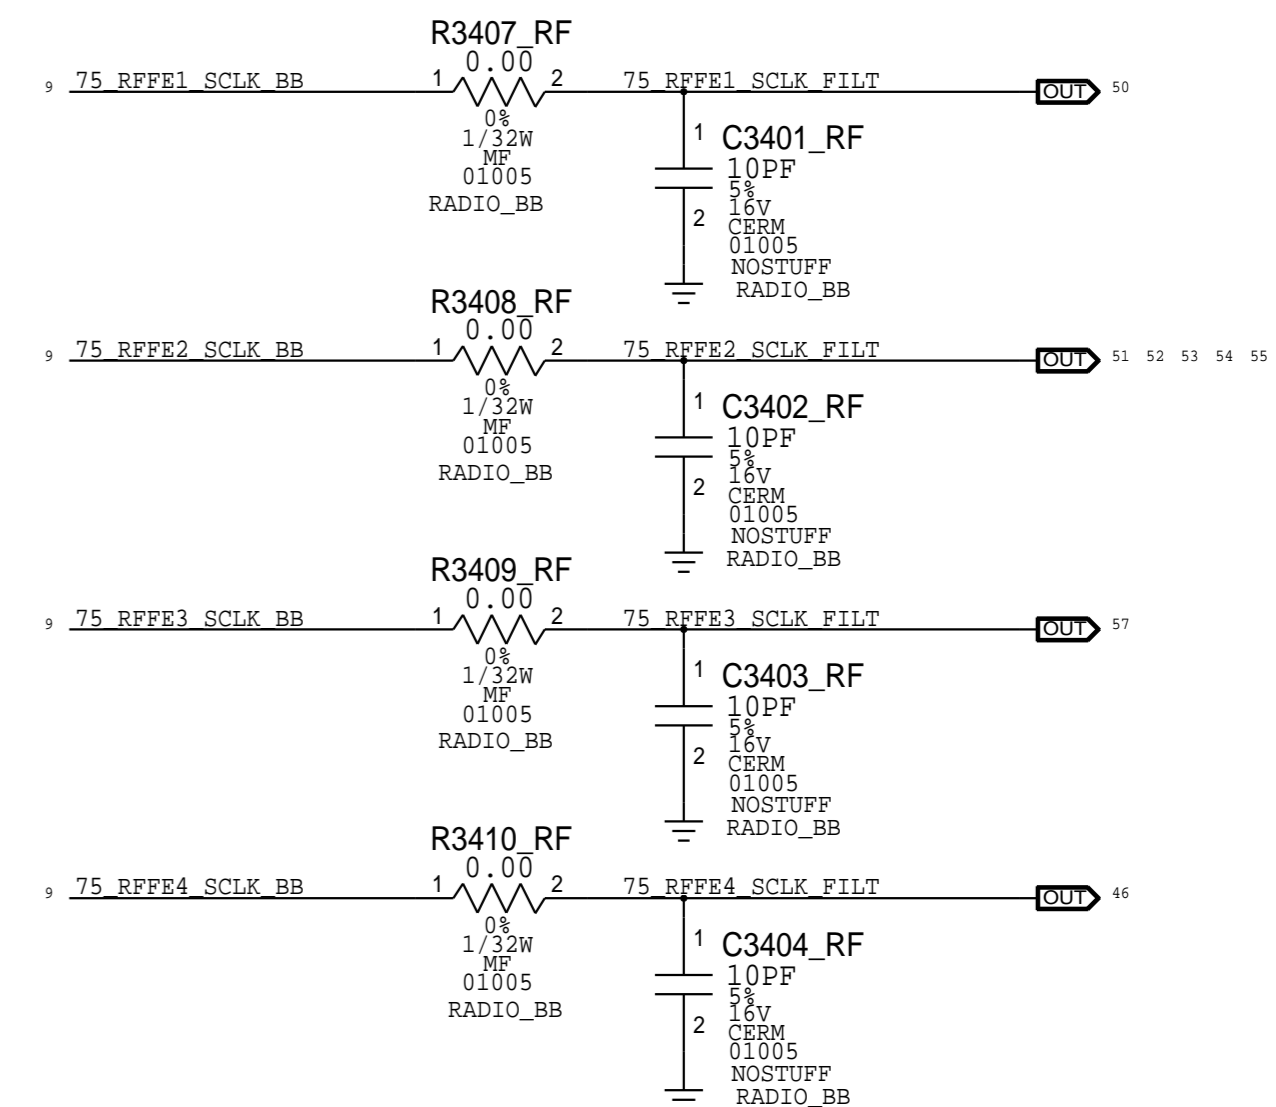 R3407_RF
0.00
9 75_RFFE1_SCLK_BB 1 2 75_RFFE1_SCLK_FILT OUT 50
0%
1/32W
MF
01005
RADIO_BB
1 C3401_RF
10PF
5%
16V
2 CERM
01005
NOSTUFF
RADIO_BB
R3408_RF
0.00
9 75_RFFE2_SCLK_BB 1 2 75_RFFE2_SCLK_FILT OUT 51 52 53 54 55
0%
1/32W
MF
01005
RADIO_BB
1 C3402_RF
10PF
5%
16V
2 CERM
01005
NOSTUFF
RADIO_BB
R3409_RF
0.00
9 75_RFFE3_SCLK_BB 1 2 75_RFFE3_SCLK_FILT OUT 57
0%
1/32W
MF
01005
RADIO_BB
1 C3403_RF
10PF
5%
16V
2 CERM
01005
NOSTUFF
RADIO_BB
R3410_RF
0.00
9 75_RFFE4_SCLK_BB 1 2 75_RFFE4_SCLK_FILT OUT 46
0%
1/32W
MF
01005
RADIO_BB
1 C3404_RF
10PF
5%
16V
2 CERM
01005
NOSTUFF
RADIO_BB